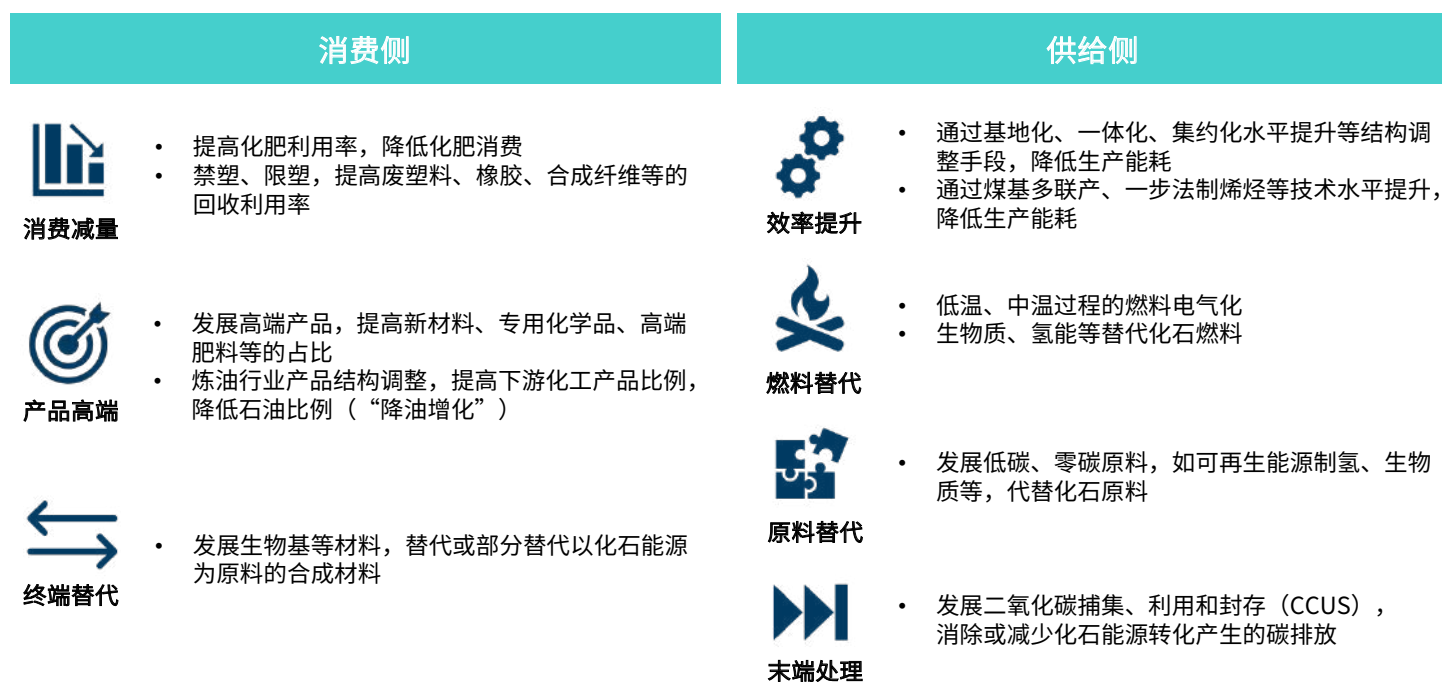 消费侧
消费减量
• 提高化肥利用率，降低化肥消费
• 禁塑、限塑，提高废塑料、橡胶、合成纤维等的
回收利用率
产品高端
• 发展高端产品，提高新材料、专用化学品、高端
肥料等的占比
• 炼油行业产品结构调整，提高下游化工产品比例，
降低石油比例（“降油增化”）
终端替代
• 发展生物基等材料，替代或部分替代以化石能源
为原料的合成材料
供给侧
效率提升
• 通过基地化、一体化、集约化水平提升等结构调
整手段，降低生产能耗
• 通过煤基多联产、一步法制烯烃等技术水平提升，
降低生产能耗
燃料替代
• 低温、中温过程的燃料电气化
• 生物质、氢能等替代化石燃料
原料替代
• 发展低碳、零碳原料，如可再生能源制氢、生物
质等，代替化石原料
末端处理
• 发展二氧化碳捕集、利用和封存（CCUS），
消除或减少化石能源转化产生的碳排放